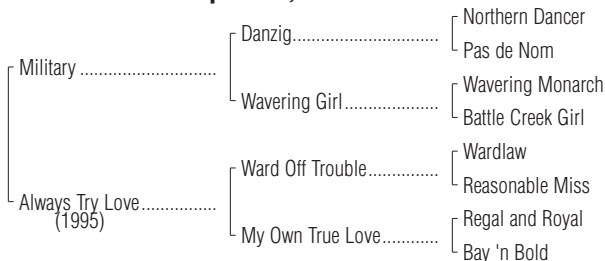 Northern Dancer
Danzig..................................
Pas de Nom
Military ...............................
Wavering Monarch
Wavering Girl......................
Battle Creek Girl
Wardlaw
Ward Off Trouble................
Reasonable Miss
Always Try Love.................
(1995)
Regal and Royal
My Own True Love.............
Bay 'n Bold